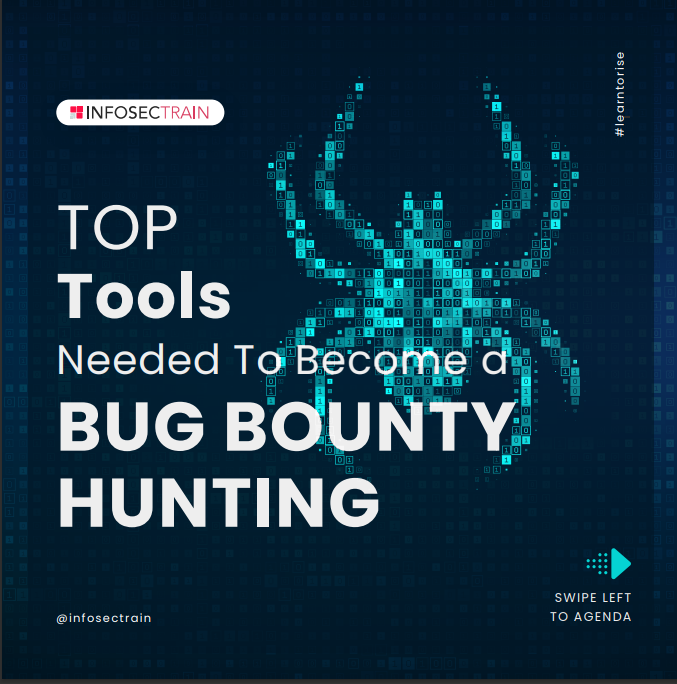 #learntorise
INFOSECTRAIN
TOP
Tools
Needed To Become a
BUG BOUNTY
HUNTING
SWIPE LEFT
TO AGENDA
@infosectrain